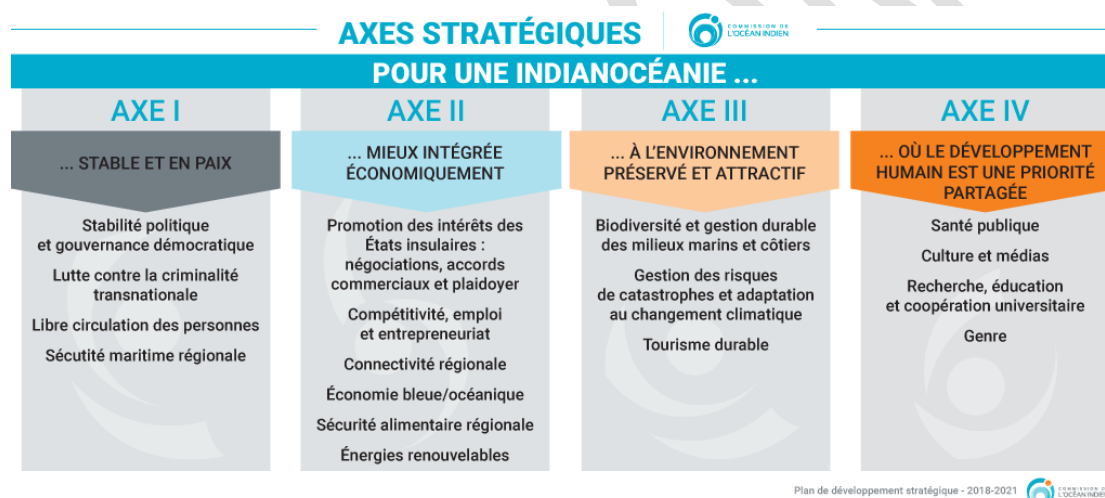 AXES STRATÉGIQUES
COMMISSION DE
L'OCÉAN INDIEN
POUR UNE INDIANOCÉANIE ...
AXE I
... STABLE ET EN PAIX
Stabilité politique
et gouvernance démocratique
Lutte contre la criminalité
transnationale
Libre circulation des personnes
Sécutité maritime régionale
AXE II
... MIEUX INTÉGRÉE
ÉCONOMIQUEMENT
Promotion des intérêts des
États insulaires :
négociations, accords
commerciaux et plaidoyer
Compétitivité, emploi
et entrepreneuriat
Connectivité régionale
Économie bleue/océanique
Sécurité alimentaire régionale
Énergies renouvelables
AXE III
... À L'ENVIRONNEMENT
PRÉSERVÉ ET ATTRACTIF
Biodiversité et gestion durable
des milieux marins et côtiers
Gestion des risques
de catastrophes et adaptation
au changement climatique
Tourisme durable
AXE IV
... OÙ LE DÉVELOPPEMENT
HUMAIN EST UNE PRIORITÉ
PARTAGÉE
Santé publique
Culture et médias
Recherche, éducation
et coopération universitaire
Genre
Plan de développement stratégique - 2018-2021
COMMISSION D
L'OCÉAN INDIEN